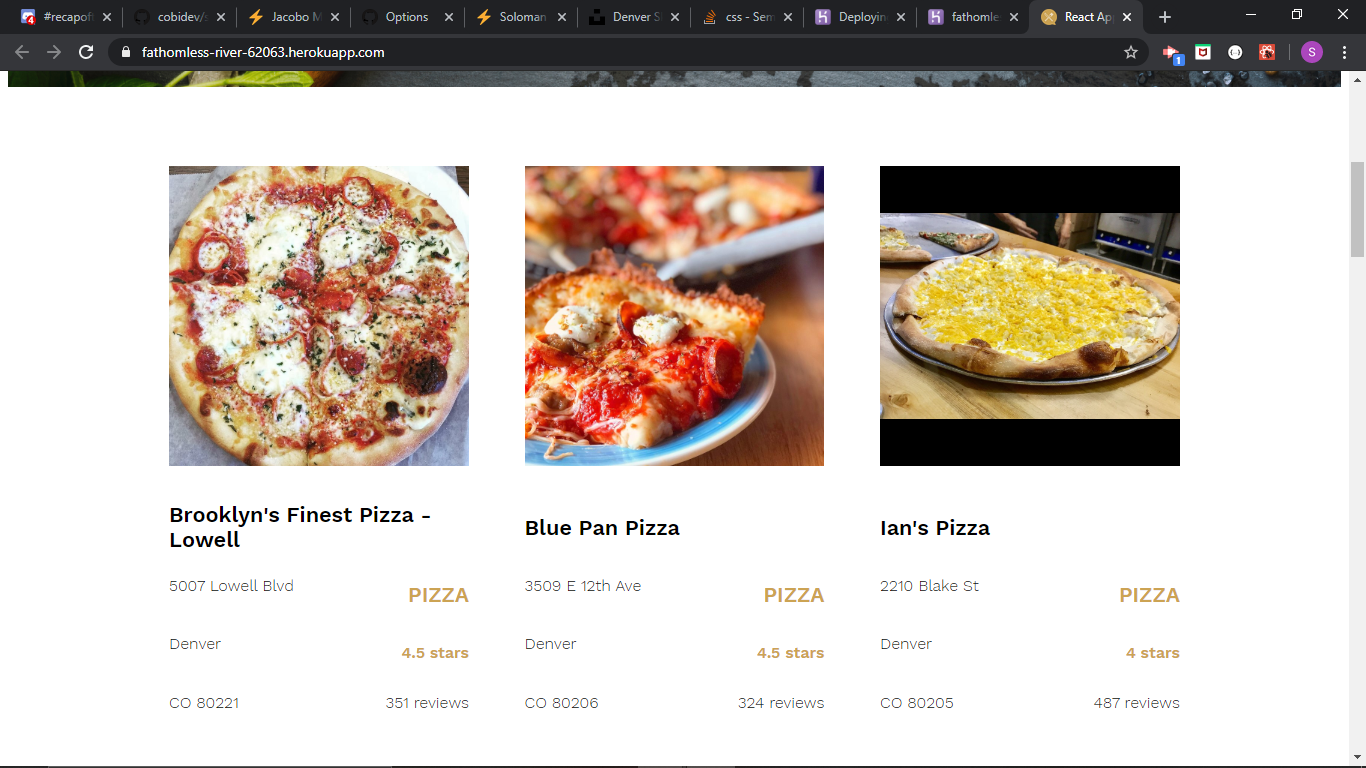 #recapof
cobidev/s
Jacobo M
Options
Soloman
Denver S
css - Sem
Deploying
fathomle
React Ap
fathomless-river-62063.herokuapp.com
1
S
Brooklyn's Finest Pizza -
Lowell
5007 Lowell Blvd
PIZZA
Denver
4.5 stars
CO 80221
351 reviews
Blue Pan Pizza
3509 E 12th Ave
PIZZA
Denver
4.5 stars
CO 80206
324 reviews
Ian's Pizza
2210 Blake St
PIZZA
Denver
4 stars
CO 80205
487 reviews